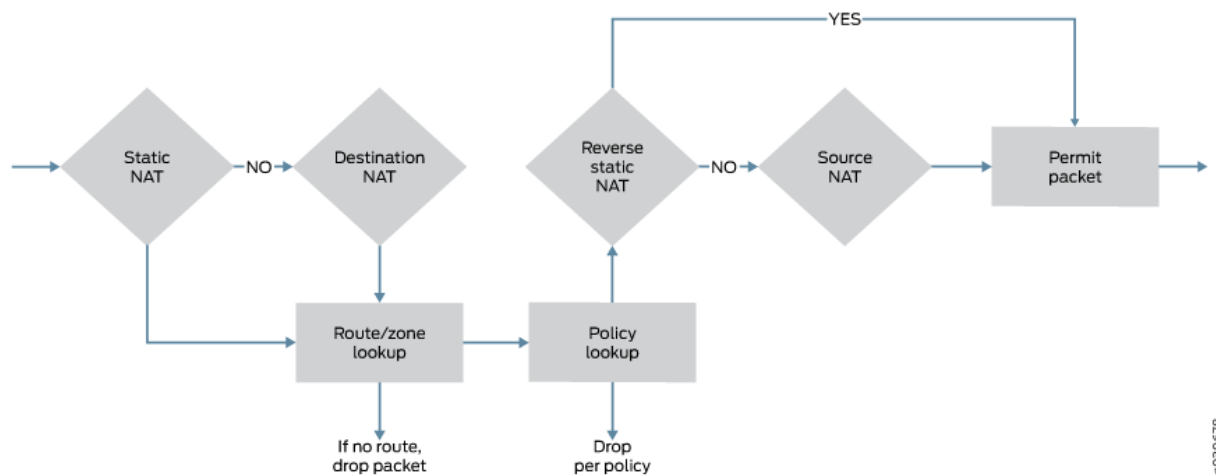 YES
Static
NAT
NO
Destination
NAT
Reverse
static
NAT
NO
Source
NAT
Permit
packet
Route/zone
lookup
Policy
lookup
If no route,
drop packet
Drop
per policy